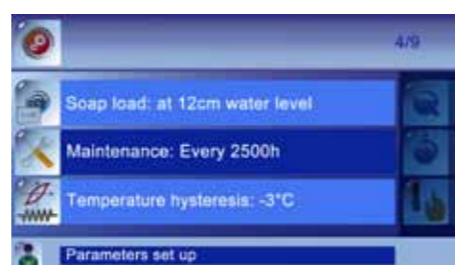 4/9
Soap load: at 12cm water level
Maintenance: Every 2500h
Temperature hysteresis: -3°C
Parameters set up